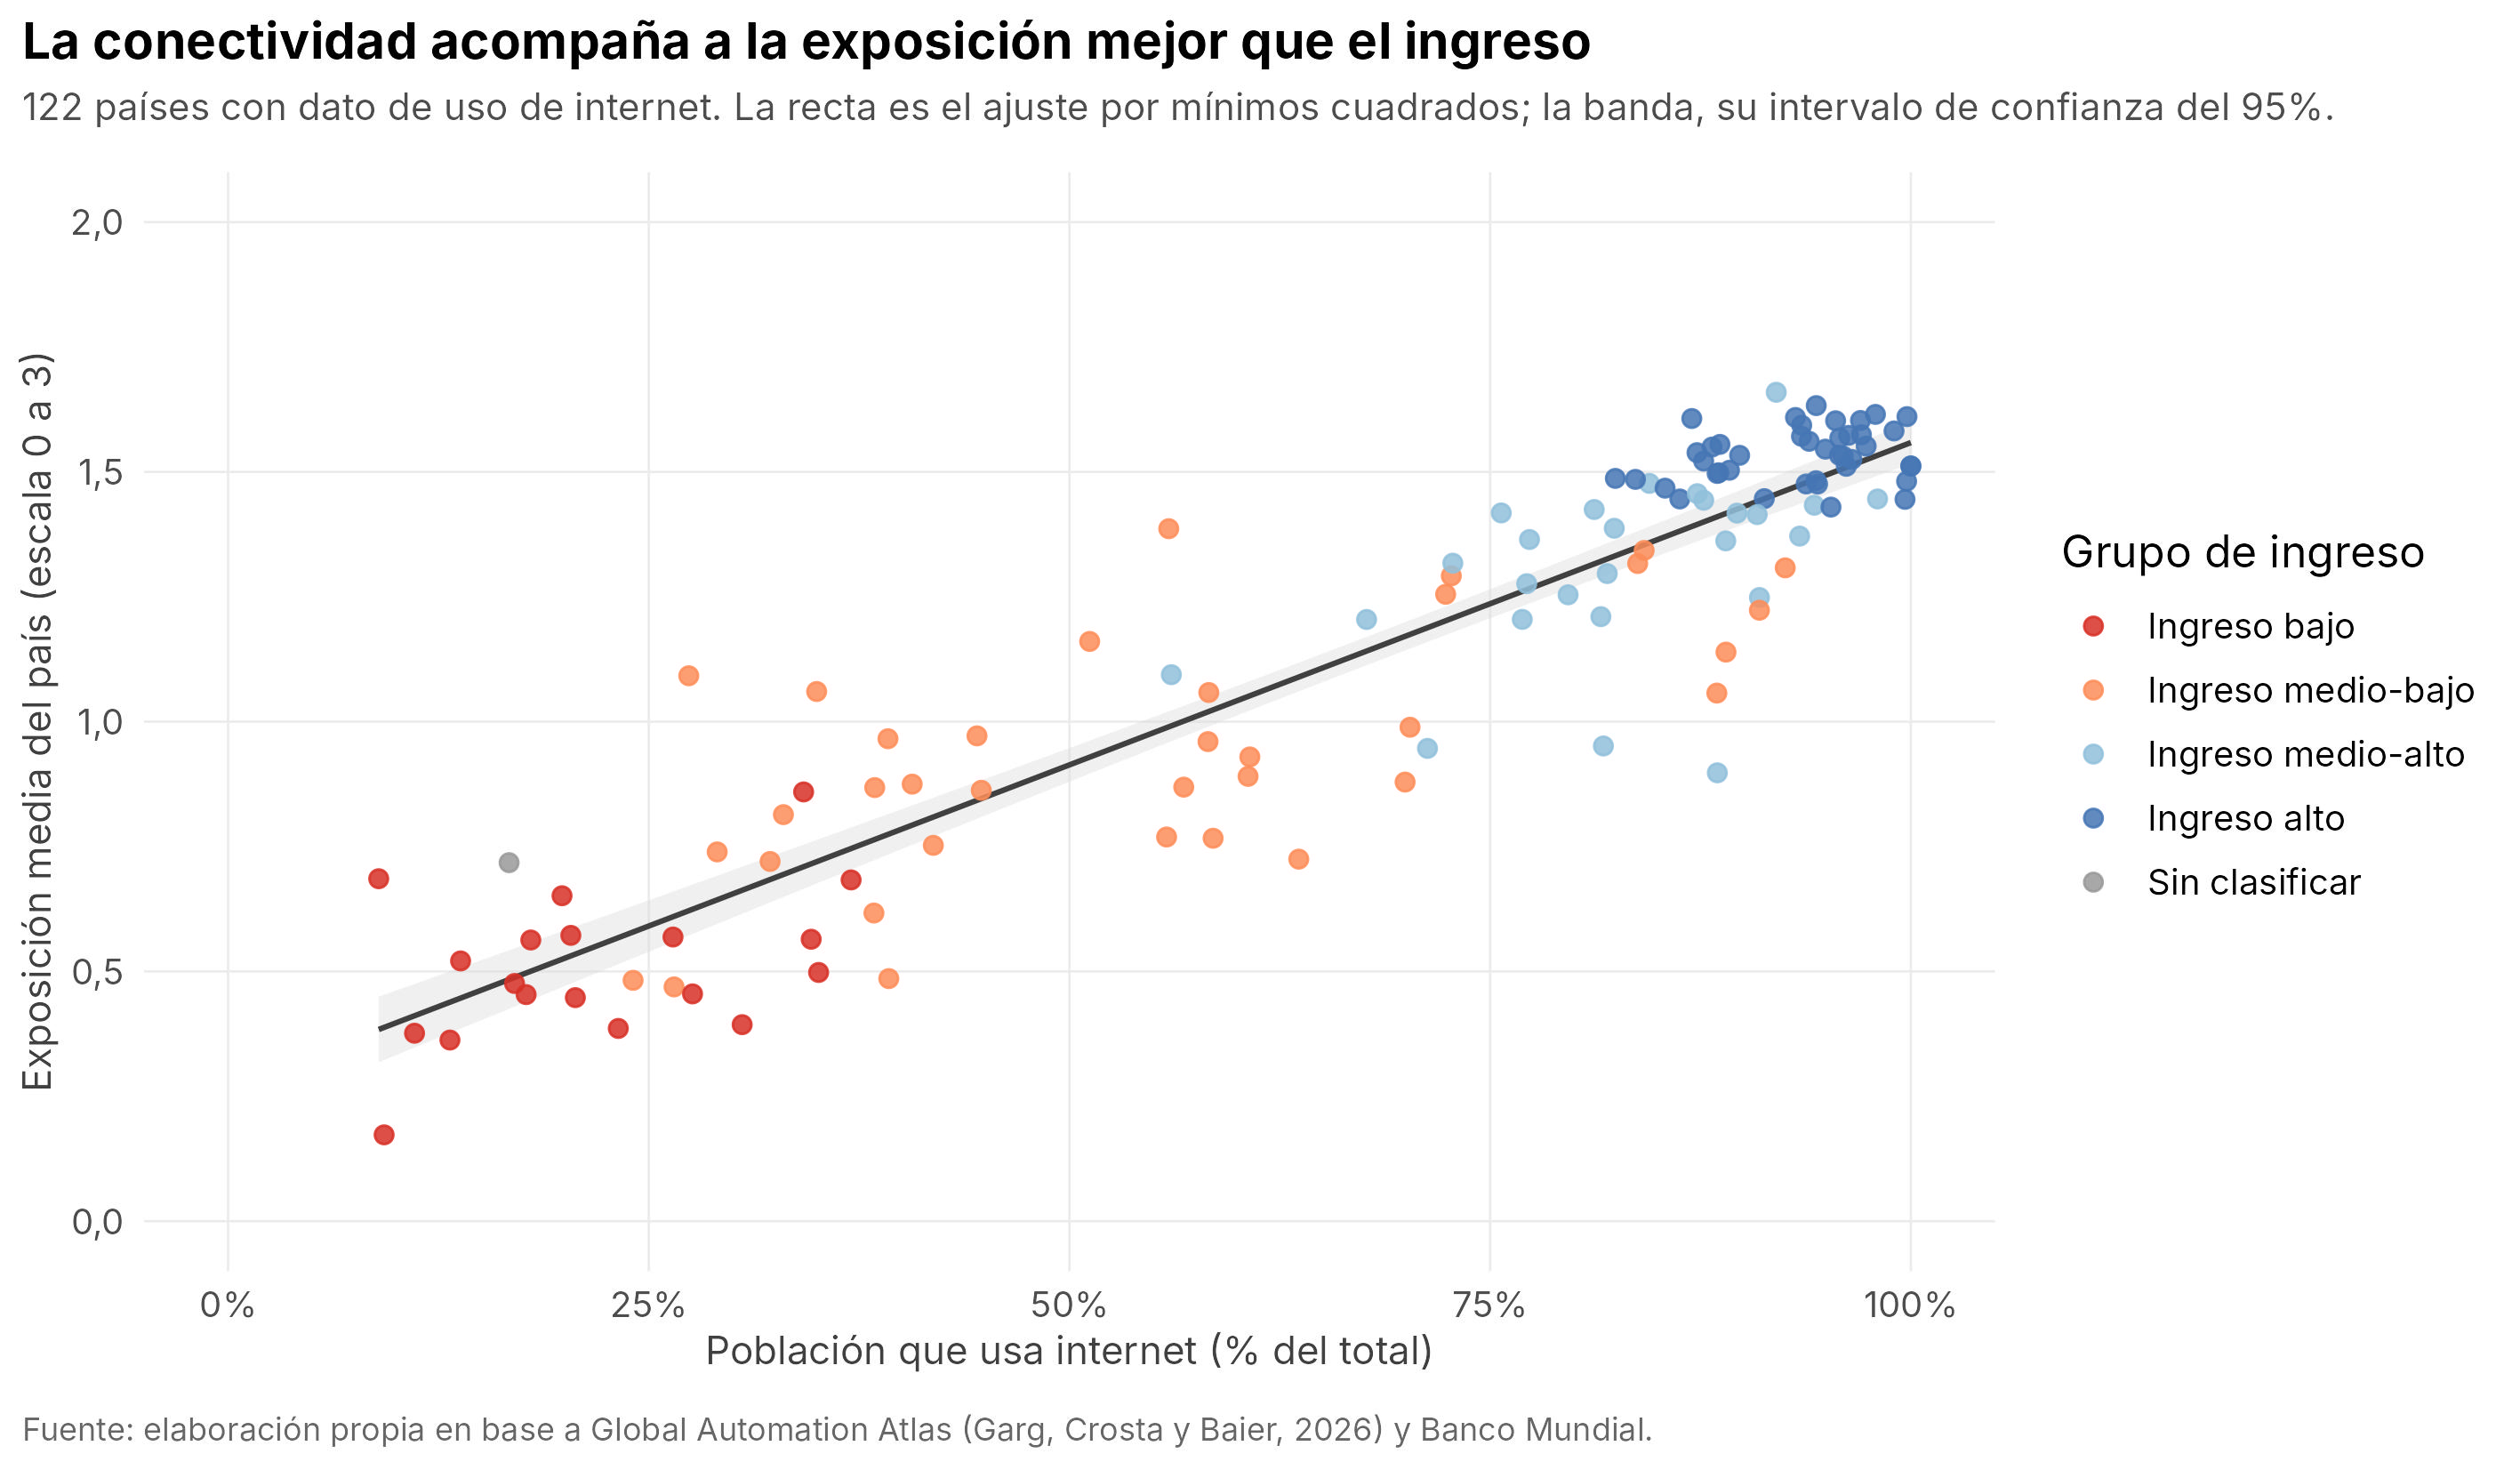 La conectividad acompaña a la exposición mejor que el ingreso
122 países con dato de uso de internet. La recta es el ajuste por mínimos cuadrados; la banda, su intervalo de confianza del 95%.
Exposición media del país (escala 0 a 3)
2,0
1,5
1,0
0,5
0,0
0%
25%
50%
75%
100%
Población que usa internet (% del total)
Grupo de ingreso
Ingreso bajo
Ingreso medio-bajo
Ingreso medio-alto
Ingreso alto
Sin clasificar
Fuente: elaboración propia en base a Global Automation Atlas (Garg, Crosta y Baier, 2026) y Banco Mundial.